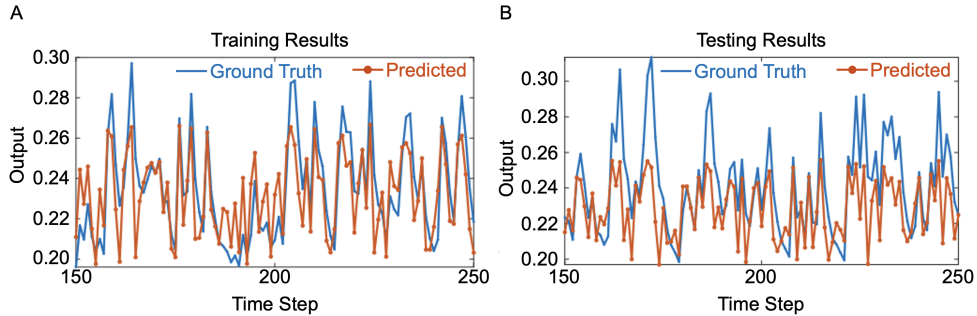 A
Training Results
Ground Truth
Predicted
0.30
0.28
0.26
0.24
0.22
0.20
Output
150
200
250
Time Step
B
Testing Results
Ground Truth
Predicted
0.30
0.28
0.26
0.24
0.22
0.20
Output
150
200
250
Time Step